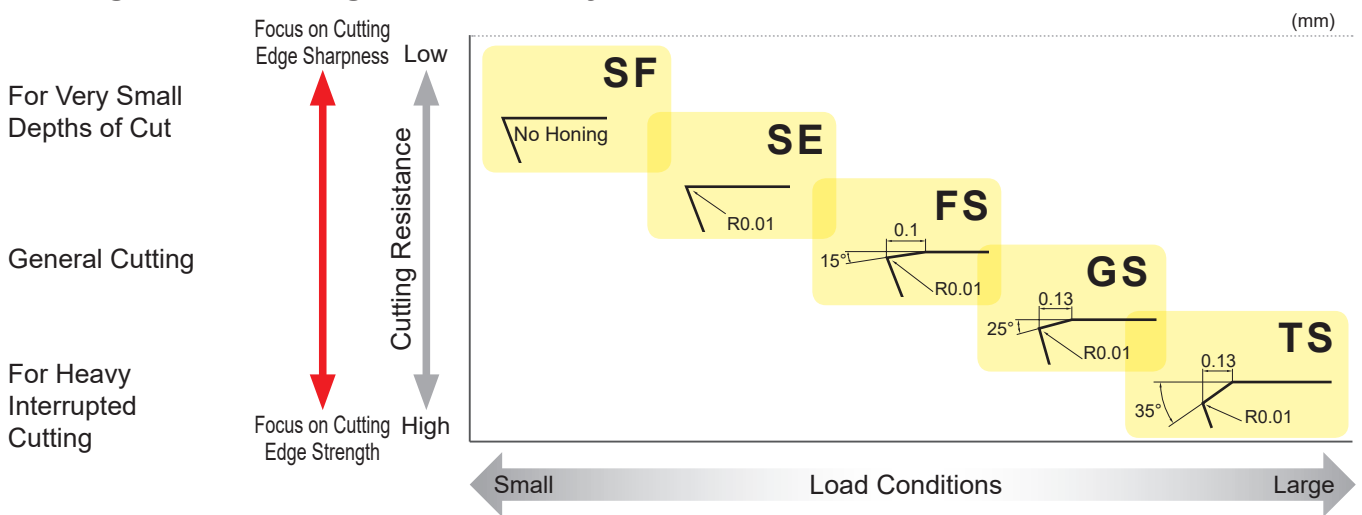 (mm)
Focus on Cutting
Edge Sharpness
Low
For Very Small
Depths of Cut
General Cutting
For Heavy
Interrupted
Cutting
Cutting Resistance
Focus on Cutting
Edge Strength
High
SF
No Honing
SE
R0.01
FS
0.1
15°
R0.01
GS
0.13
25°
R0.01
TS
0.13
35°
R0.01
Small
Load Conditions
Large